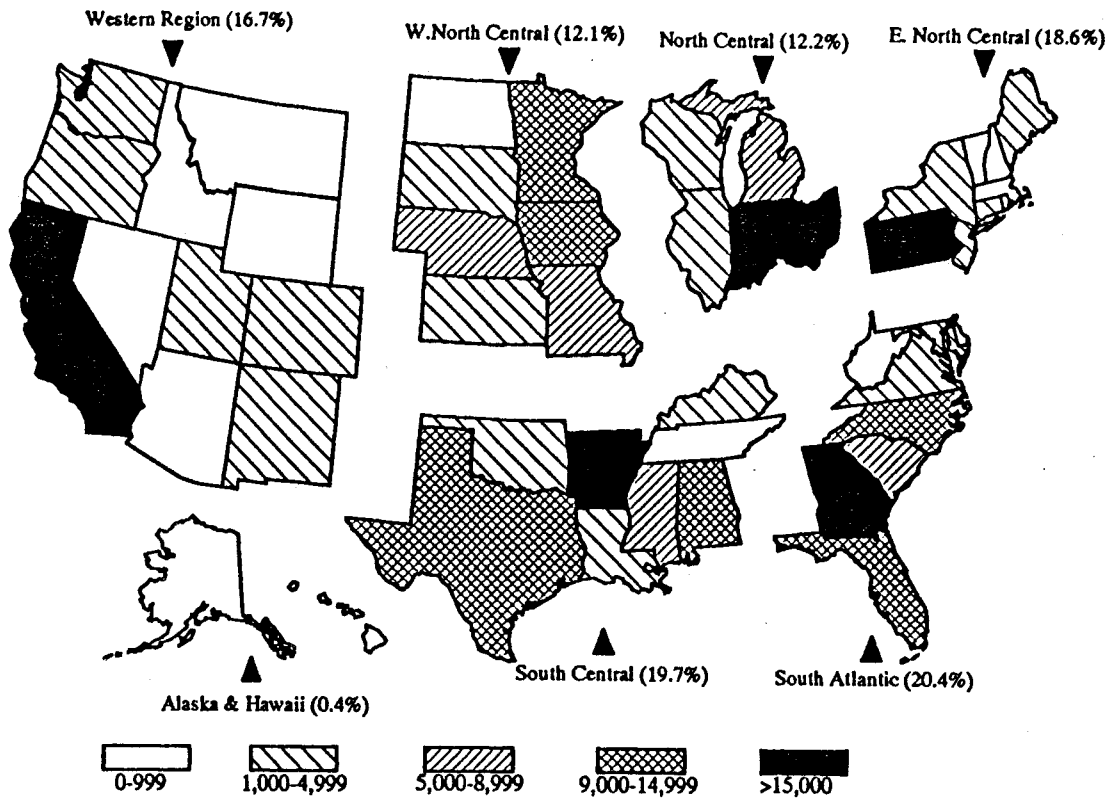 Western Region (16.7%)
W.North Central (12.1%)
North Central (12.2%)
E. North Central (18.6%)
South Central (19.7%)
South Atlantic (20.4%)
Alaska & Hawaii (0.4%)
0-999
1,000-4,999
5,000-8,999
9,000-14,999
>15,000